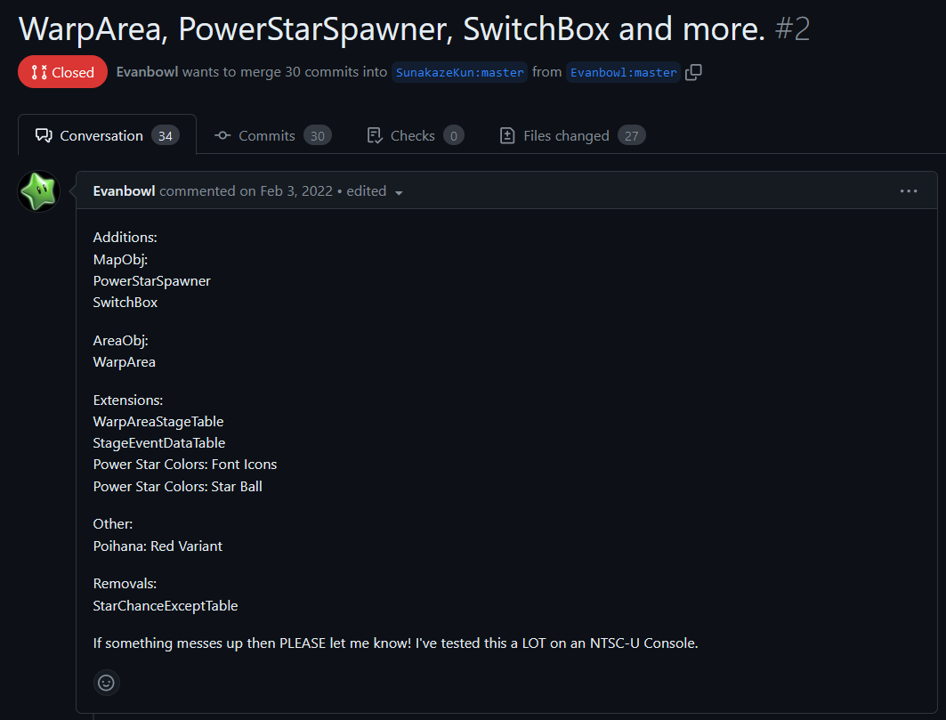 WarpArea, PowerStarSpawner, SwitchBox and more. #2
Closed Evanbowl wants to merge 30 commits into SunakazeKun:master from Evanbowl:master
Conversation 34 Commits 30 Checks 0 Files changed 27
Evanbowl commented on Feb 3, 2022 • edited
Additions:
MapObj:
PowerStarSpawner
SwitchBox
AreaObj:
WarpArea
Extensions:
WarpAreaStageTable
StageEventDataTable
Power Star Colors: Font Icons
Power Star Colors: Star Ball
Other:
Poihana: Red Variant
Removals:
StarChanceExceptTable
If something messes up then PLEASE let me know! I've tested this a LOT on an NTSC-U Console.